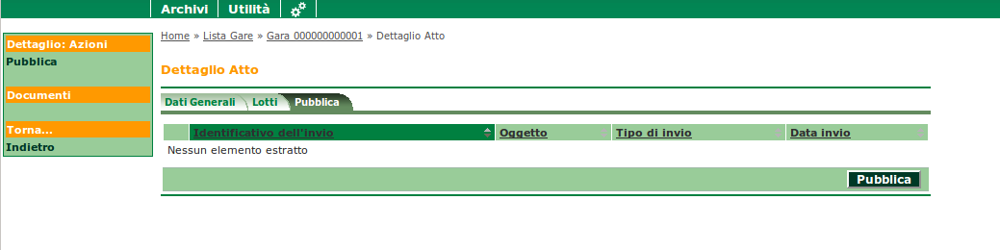 Archivi Utilità
Home » Lista Gare » Gara 000000000001 » Dettaglio Atto
Dettaglio: Azioni
Pubblica
Documenti
Torna...
Indietro
Dettaglio Atto
Dati Generali Lotti Pubblica
Identificativo dell'invio Oggetto Tipo di invio Data invio
Nessun elemento estratto
Pubblica